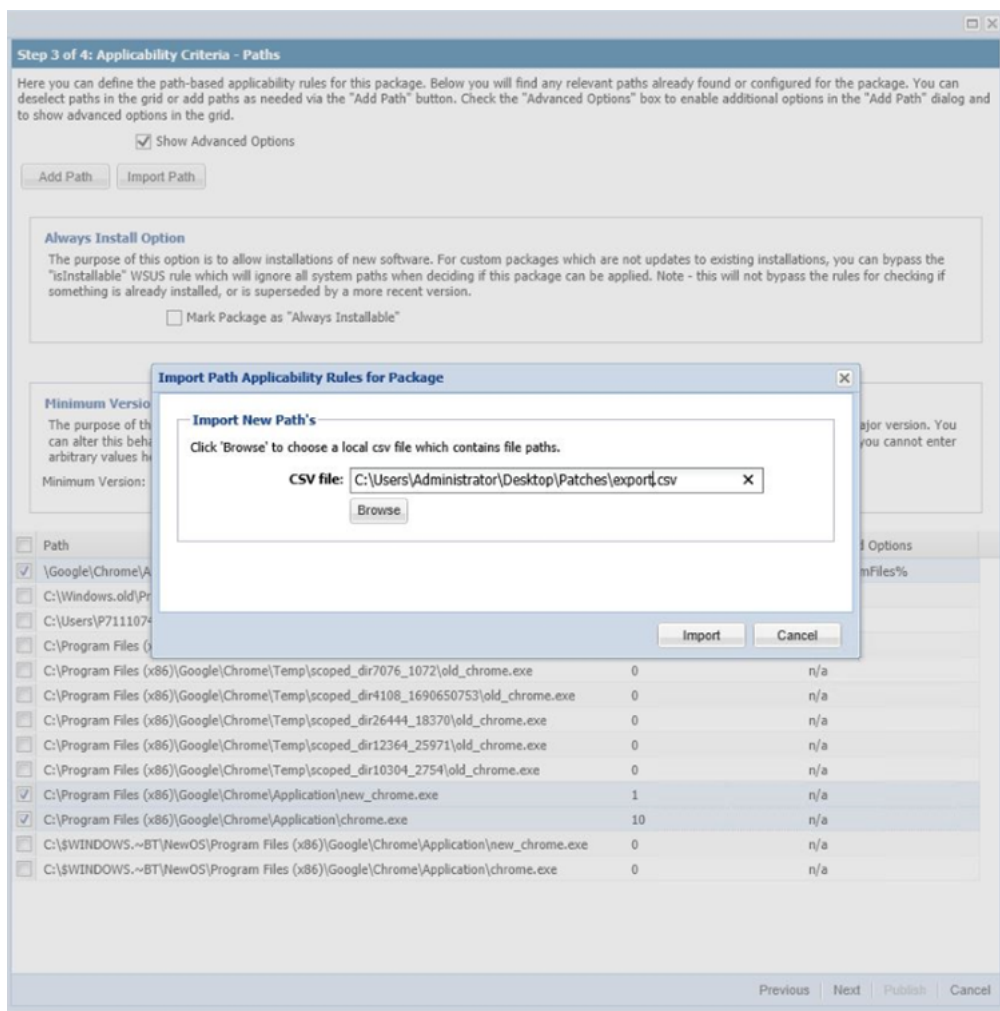 Step 3 of 4: Applicability Criteria - Paths
Here you can define the path-based applicability rules for this package. Below you will find any relevant paths already found or configured for the package. You can
deselect paths in the grid or add paths as needed via the "Add Path" button. Check the "Advanced Options" box to enable additional options in the "Add Path" dialog and
to show advanced options in the grid.
Show Advanced Options
Add Path Import Path
Always Install Option
The purpose of this option is to allow installations of new software. For custom packages which are not updates to existing installations, you can bypass the
"isInstallable" WSUS rule which will ignore all system paths when deciding if this package can be applied. Note - this will not bypass the rules for checking if
something is already installed, or is superseded by a more recent version.
Mark Package as "Always Installable"
Import Path Applicability Rules for Package
Import New Path's
Click 'Browse' to choose a local csv file which contains file paths.
CSV file: C:\Users\Administrator\Desktop\Patches\export.csv
Browse
Import Cancel
Minimum Versio
The purpose of th ajor version. You
can alter this beha you cannot enter
arbitrary values he
Minimum Version:
Path d Options
\Google\Chrome\A mFiles%
C:\Windows.old\Pr
C:\Users\P7111074
C:\Program Files (
C:\Program Files (x86)\Google\Chrome\Temp\scoped_dir7076_1072\old_chrome.exe 0 n/a
C:\Program Files (x86)\Google\Chrome\Temp\scoped_dir4108_1690650753\old_chrome.exe 0 n/a
C:\Program Files (x86)\Google\Chrome\Temp\scoped_dir26444_18370\old_chrome.exe 0 n/a
C:\Program Files (x86)\Google\Chrome\Temp\scoped_dir12364_25971\old_chrome.exe 0 n/a
C:\Program Files (x86)\Google\Chrome\Temp\scoped_dir10304_2754\old_chrome.exe 0 n/a
C:\Program Files (x86)\Google\Chrome\Application\new_chrome.exe 1 n/a
C:\Program Files (x86)\Google\Chrome\Application\chrome.exe 10 n/a
C:\$WINDOWS.~BT\NewOS\Program Files (x86)\Google\Chrome\Application\new_chrome.exe 0 n/a
C:\$WINDOWS.~BT\NewOS\Program Files (x86)\Google\Chrome\Application\chrome.exe 0 n/a
Previous Next Publish Cancel